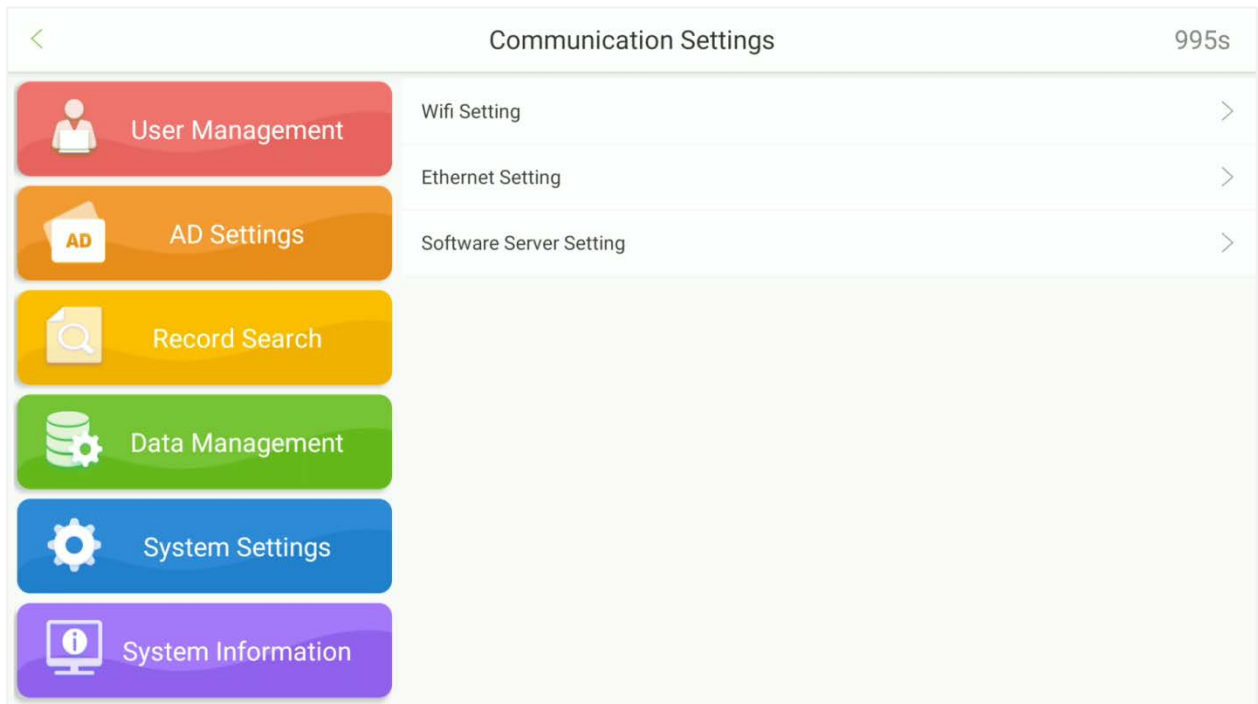 Communication Settings
995s
User Management
AD
AD Settings
Record Search
Data Management
System Settings
i
System Information
Wifi Setting
Ethernet Setting
Software Server Setting